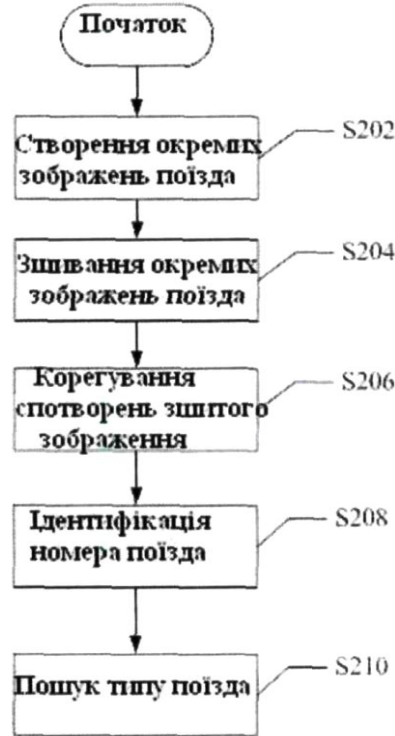 Початок
Створення окремих
зображень поїзда
S202
Зшивання окремих
зображень поїзда
S204
Корегування
спотворень зшитого
зображення
S206
Ідентифікація
номера поїзда
S208
Пошук типу поїзда
S210